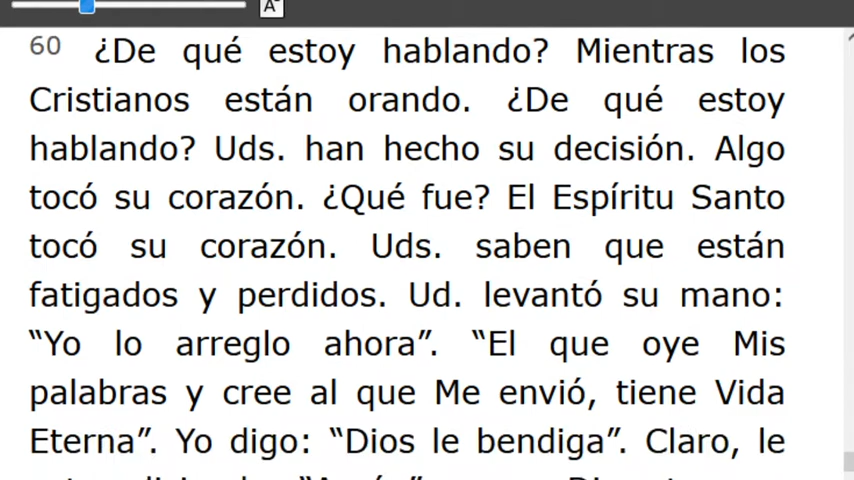 A
60 ¿De qué estoy hablando? Mientras los
Cristianos están orando. ¿De qué estoy
hablando? Uds. han hecho su decisión. Algo
tocó su corazón. ¿Qué fue? El Espíritu Santo
tocó su corazón. Uds. saben que están
fatigados y perdidos. Ud. levantó su mano:
“Yo lo arreglo ahora”. “El que oye Mis
palabras y cree al que Me envió, tiene Vida
Eterna”. Yo digo: “Dios le bendiga”. Claro, le